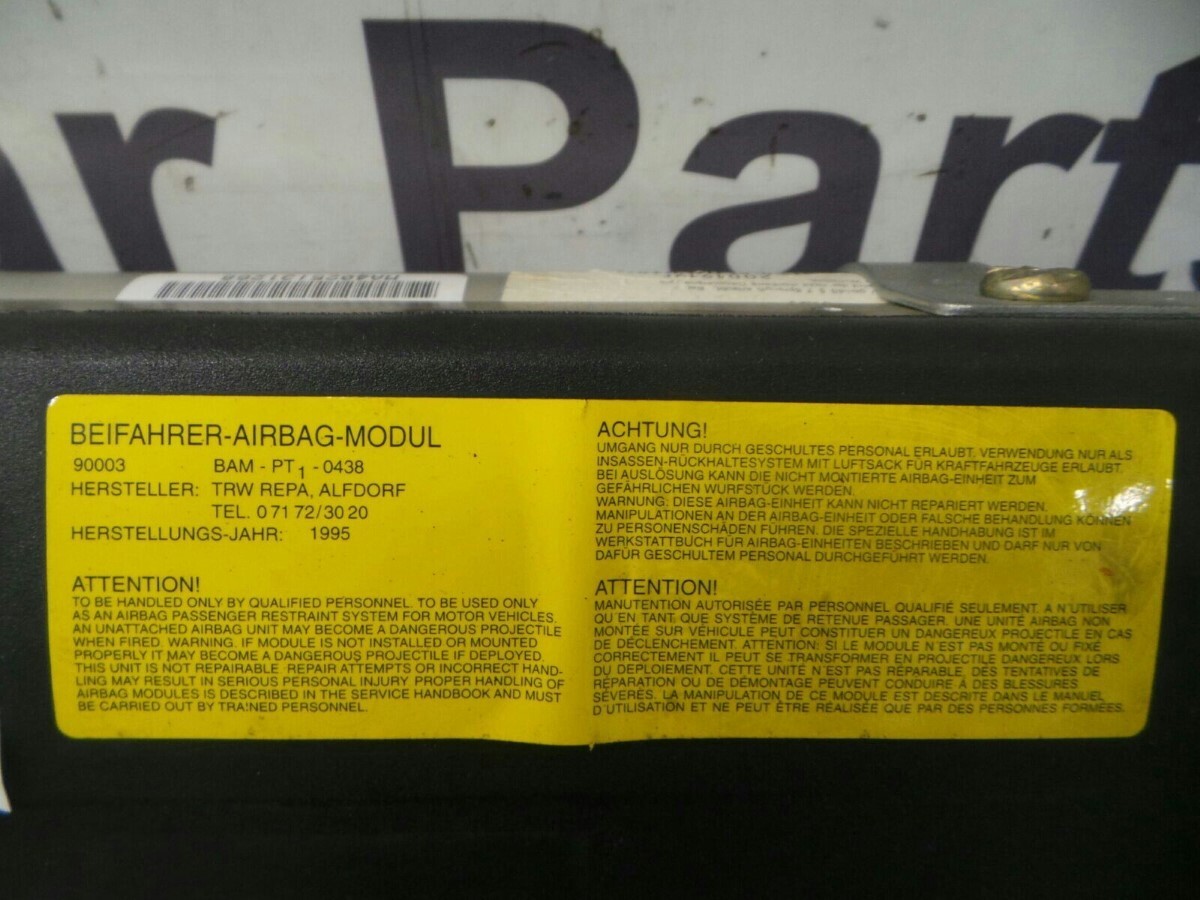 ar Parts
BEIFAHRER-AIRBAG-MODUL
90003 BAM - PT1 - 0438
HERSTELLER: TRW REPA, ALFDORF
TEL. 0 71 72/30 20
HERSTELLUNGS-JAHR: 1995
ATTENTION!
TO BE HANDLED ONLY BY QUALIFIED PERSONNEL. TO BE USED ONLY
AS AN AIRBAG PASSENGER RESTRAINT SYSTEM FOR MOTOR VEHICLES.
AN UNATTACHED AIRBAG UNIT MAY BECOME A DANGEROUS PROJECTILE
WHEN FIRED. WARNING. IF MODULE IS NOT INSTALLED OR MOUNTED
PROPERLY IT MAY BECOME A DANGEROUS PROJECTILE IF DEPLOYED.
THIS UNIT IS NOT REPAIRABLE. REPAIR ATTEMPTS OR INCORRECT HAND-
LING MAY RESULT IN SERIOUS PERSONAL INJURY PROPER HANDLING OF
AIRBAG MODULES IS DESCRIBED IN THE SERVICE HANDBOOK AND MUST
BE CARRIED OUT BY TRAINED PERSONNEL.
ACHTUNG!
UMGANG NUR DURCH GESCHULTES PERSONAL ERLAUBT. VERWENDUNG NUR ALS
INSASSEN-RÜCKHALTESYSTEM MIT LUFTSACK FÜR KRAFTFAHRZEUGE ERLAUBT.
BEI AUSLÖSUNG KANN DIE NICHT MONTIERTE AIRBAG-EINHEIT ZUM
GEFÄHRLICHEN WURFSTÜCK WERDEN.
WARNUNG: DIESE AIRBAG-EINHEIT KANN NICHT REPARIERT WERDEN.
MANIPULATIONEN AN DER AIRBAG-EINHEIT ODER FALSCHE BEHANDLUNG KÖNNEN
ZU PERSONENSCHÄDEN FÜHREN. DIE SPEZIELLE HANDHABUNG IST IM
WERKSTATTBUCH FÜR AIRBAG-EINHEITEN BESCHRIEBEN UND DARF NUR VON
DAFÜR GESCHULTEM PERSONAL DURCHGEFÜHRT WERDEN.
ATTENTION!
MANUTENTION AUTORISÉE PAR PERSONNEL QUALIFIÉ SEULEMENT. A N'UTILISER
QU'EN TANT QUE SYSTÈME DE RETENUE PASSAGER. UNE UNITÉ AIRBAG NON
MONTÉE SUR VÉHICULE PEUT CONSTITUER UN DANGEREUX PROJECTILE EN CAS
DE DÉCLENCHEMENT. ATTENTION: SI LE MODULE N'EST PAS MONTÉ OU FIXÉ
CORRECTEMENT IL PEUT SE TRANSFORMER EN PROJECTILE DANGEREUX LORS
DU DEPLOIEMENT. CETTE UNITÉ N'EST PAS RÉPARABLE, DES TENTATIVES DE
RÉPARATION OU DE DÉMONTAGE PEUVENT CONDUIRE À DES BLESSURES
SÉVÈRES. LA MANIPULATION DE CE MODULE EST DESCRITE DANS LE MANUEL
D'UTILISATION ET NE PEUT ÊTRE RÉALISÉE QUE PAR DES PERSONNES FORMÉES.